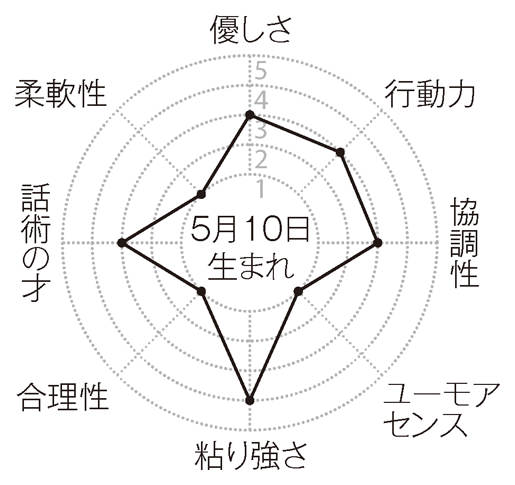 優しさ
行動力
協調性
ユーモア
センス
粘り強さ
合理性
話術の才
柔軟性
5
4
3
2
1
5月10日
生まれ